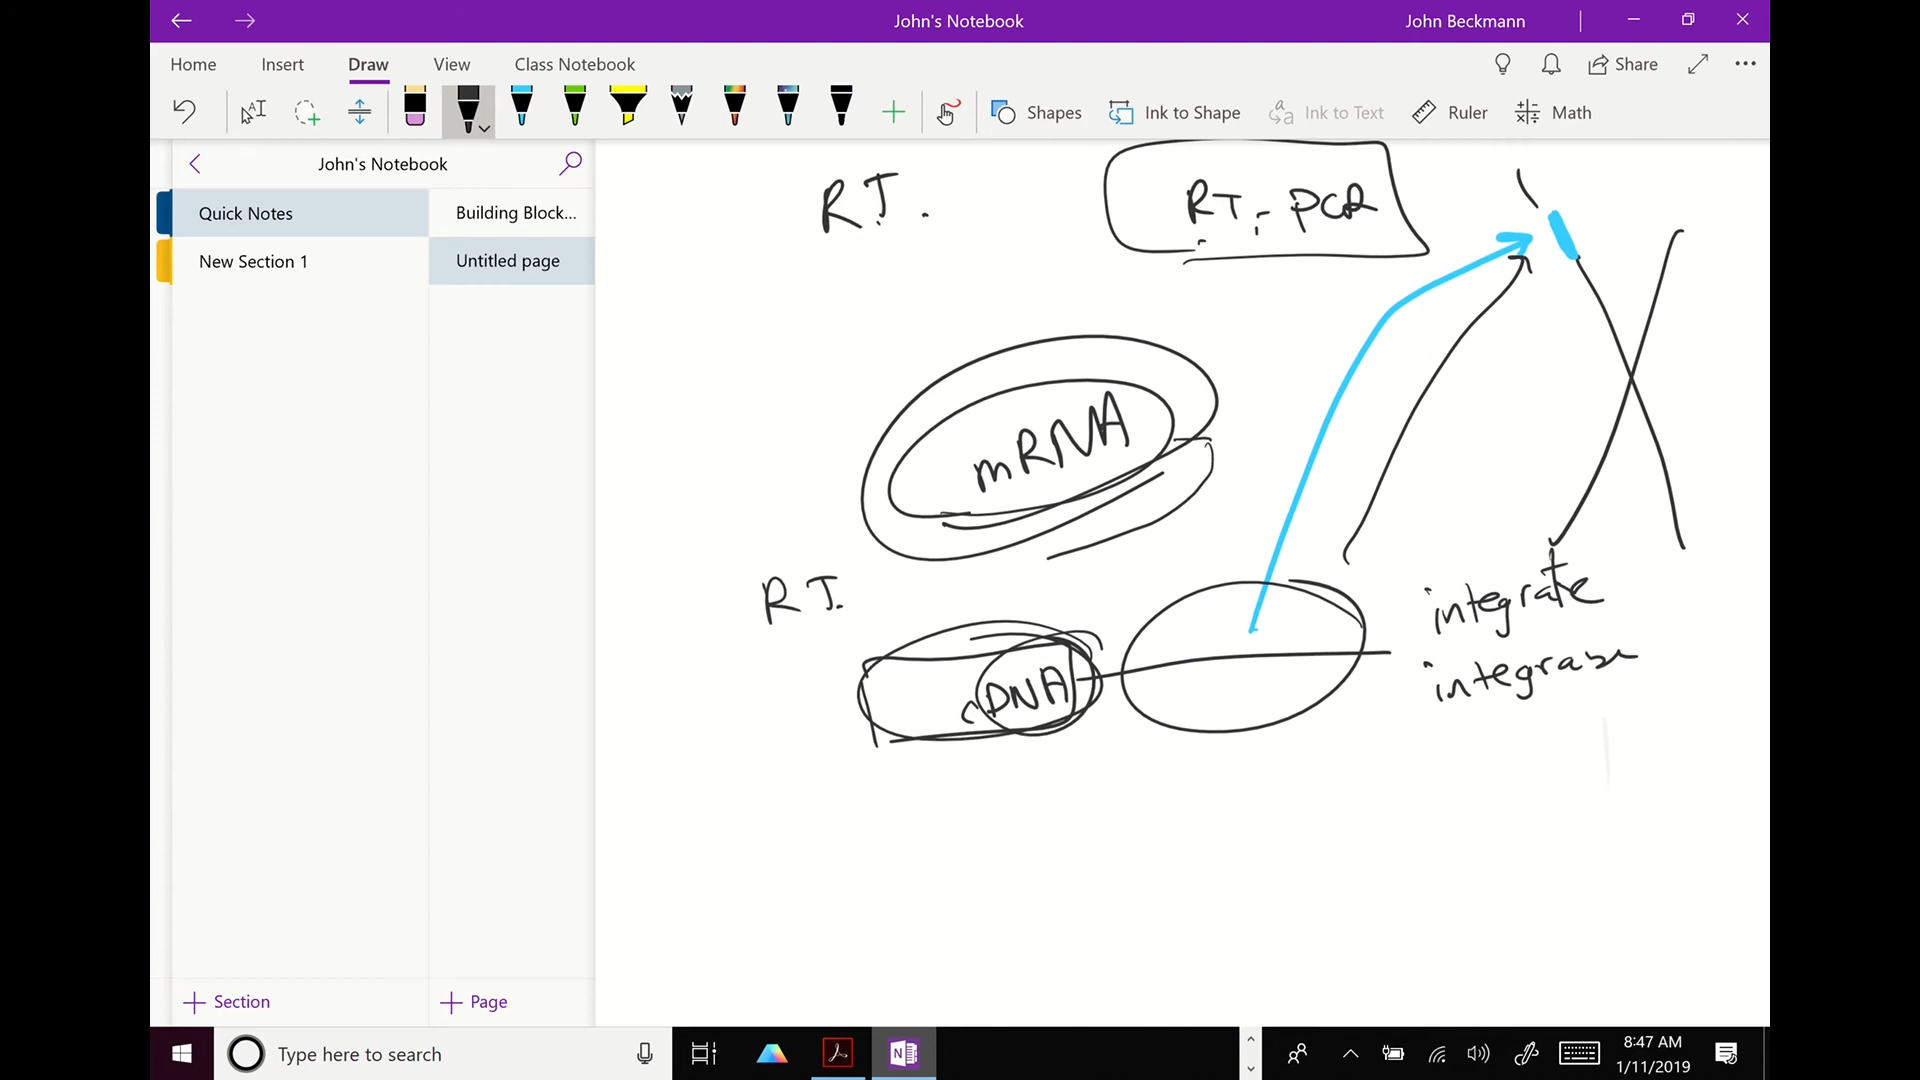 John's Notebook
John Beckmann
Home Insert Draw View Class Notebook
Share
Shapes Ink to Shape Ink to Text Ruler Math
John's Notebook
Quick Notes
New Section 1
Building Block...
Untitled page
R.T.
RT-PCR
mRNA
R.T.
cDNA
integrate
integrase
Section
Page
Type here to search
8:47 AM
1/11/2019